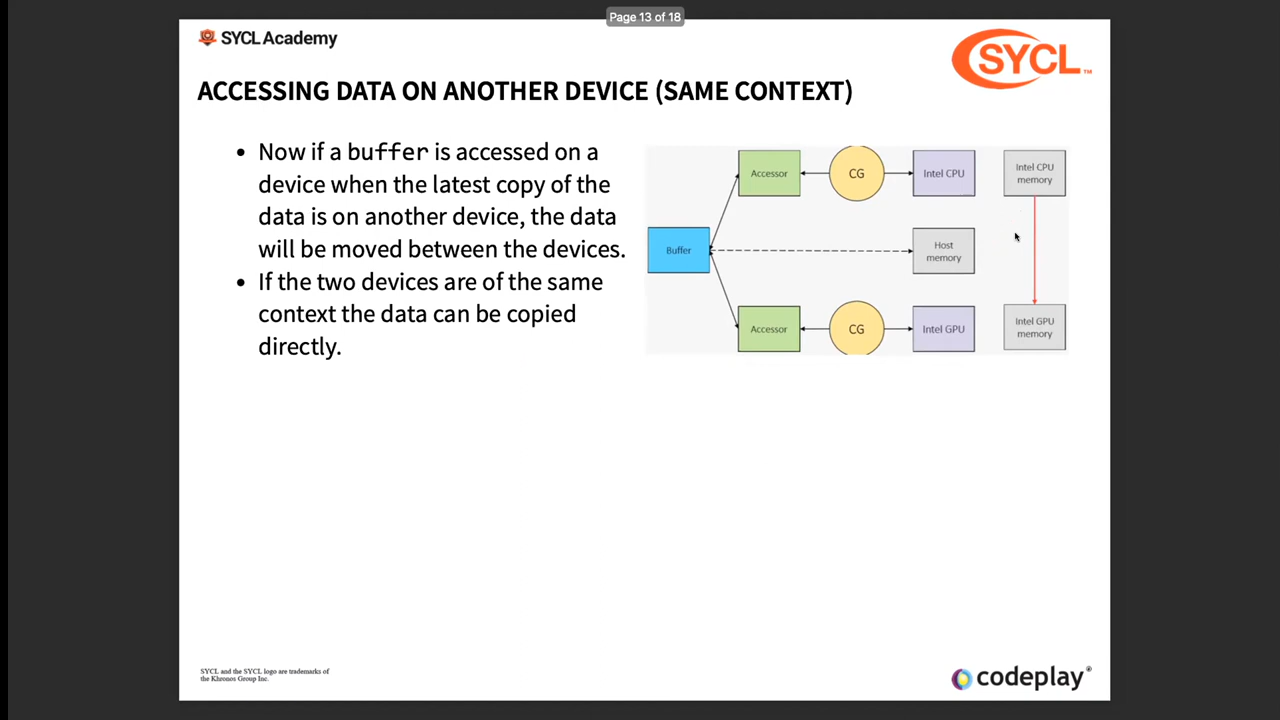 Page 13 of 18
SYCL Academy
SYCL™
ACCESSING DATA ON ANOTHER DEVICE (SAME CONTEXT)
• Now if a buffer is accessed on a
device when the latest copy of the
data is on another device, the data
will be moved between the devices.
• If the two devices are of the same
context the data can be copied
directly.
Accessor
CG
Intel CPU
Intel CPU
memory
Buffer
Host
memory
Accessor
CG
Intel GPU
Intel GPU
memory
SYCL and the SYCL logo are trademarks of
the Khronos Group Inc.
codeplay®